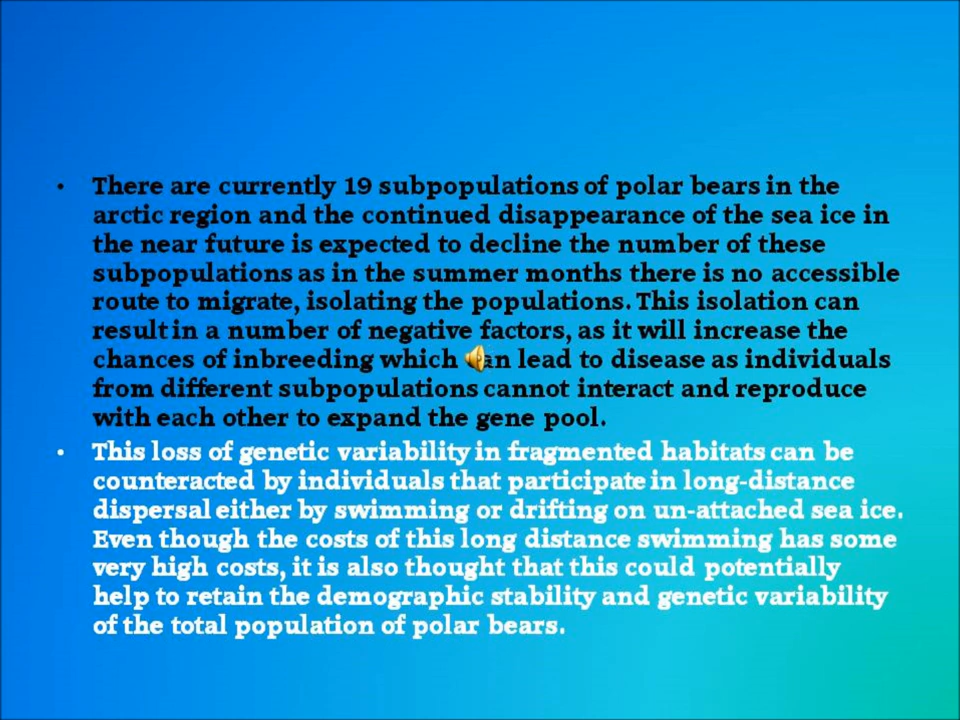 • There are currently 19 subpopulations of polar bears in the
arctic region and the continued disappearance of the sea ice in
the near future is expected to decline the number of these
subpopulations as in the summer months there is no accessible
route to migrate, isolating the populations. This isolation can
result in a number of negative factors, as it will increase the
chances of inbreeding which can lead to disease as individuals
from different subpopulations cannot interact and reproduce
with each other to expand the gene pool.
• This loss of genetic variability in fragmented habitats can be
counteracted by individuals that participate in long-distance
dispersal either by swimming or drifting on un-attached sea ice.
Even though the costs of this long distance swimming has some
very high costs, it is also thought that this could potentially
help to retain the demographic stability and genetic variability
of the total population of polar bears.